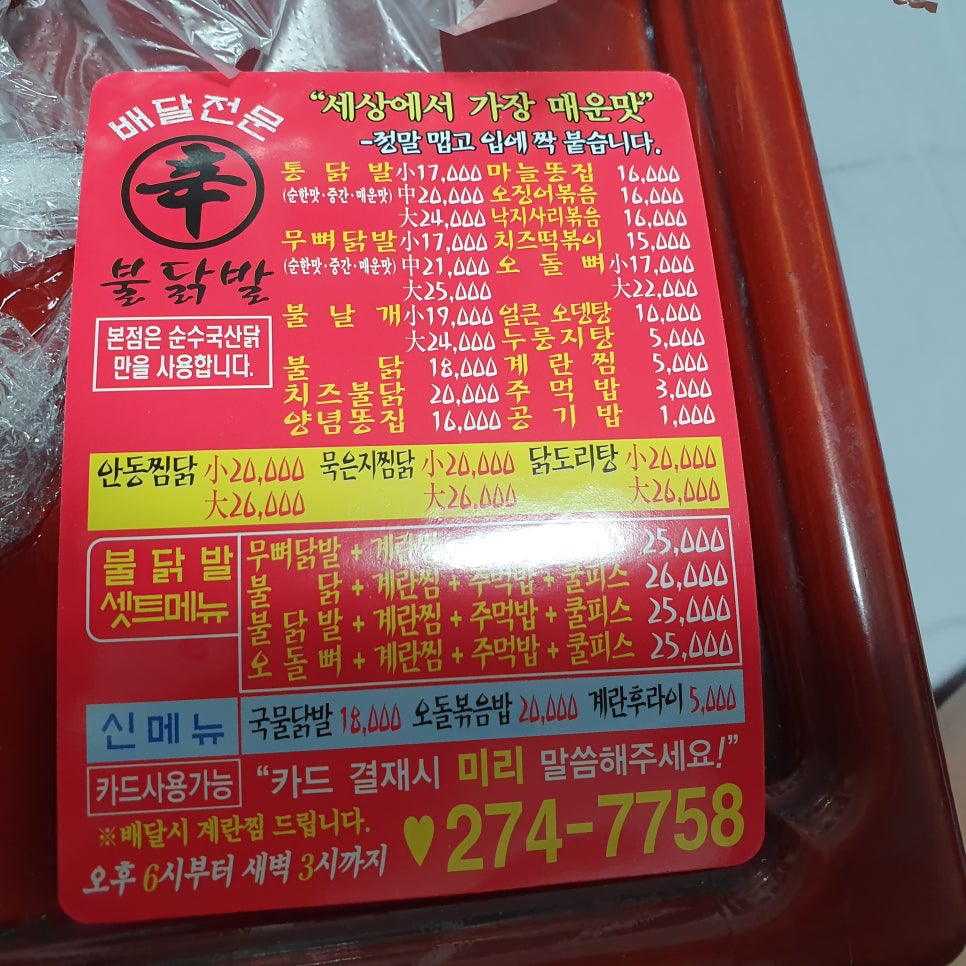 배달전문
辛
불닭발
본점은 순수국산닭
만을 사용합니다.
"세상에서 가장 매운맛"
-정말 맵고 입에 짝 붙습니다.
통닭발 小17,000
(순한맛·중간·매운맛) 中20,000
大24,000
무뼈닭발 小17,000
(순한맛·중간·매운맛) 中21,000
大25,000
불날개 小19,000
大24,000
불닭 18,000
치즈불닭 20,000
양념똥집 16,000
마늘똥집 16,000
오징어볶음 16,000
낙지사리볶음 16,000
치즈떡볶이 15,000
오돌뼈 小17,000
大22,000
얼큰 오뎅탕 10,000
누룽지탕 5,000
계란찜 5,000
주먹밥 3,000
공기밥 1,000
안동찜닭 小20,000 묵은지찜닭 小20,000 닭도리탕 小20,000
大26,000 大26,000 大26,000
불닭발
셋트메뉴
무뼈닭발 + 계란찜 25,000
불닭 + 계란찜 + 주먹밥 + 쿨피스 26,000
불닭발 + 계란찜 + 주먹밥 + 쿨피스 25,000
오돌뼈 + 계란찜 + 주먹밥 + 쿨피스 25,000
신메뉴 국물닭발 18,000 오돌볶음밥 20,000 계란후라이 5,000
카드사용가능 "카드 결재시 미리 말씀해주세요!"
※배달시 계란찜 드립니다.
오후 6시부터 새벽 3시까지
♥274-7758